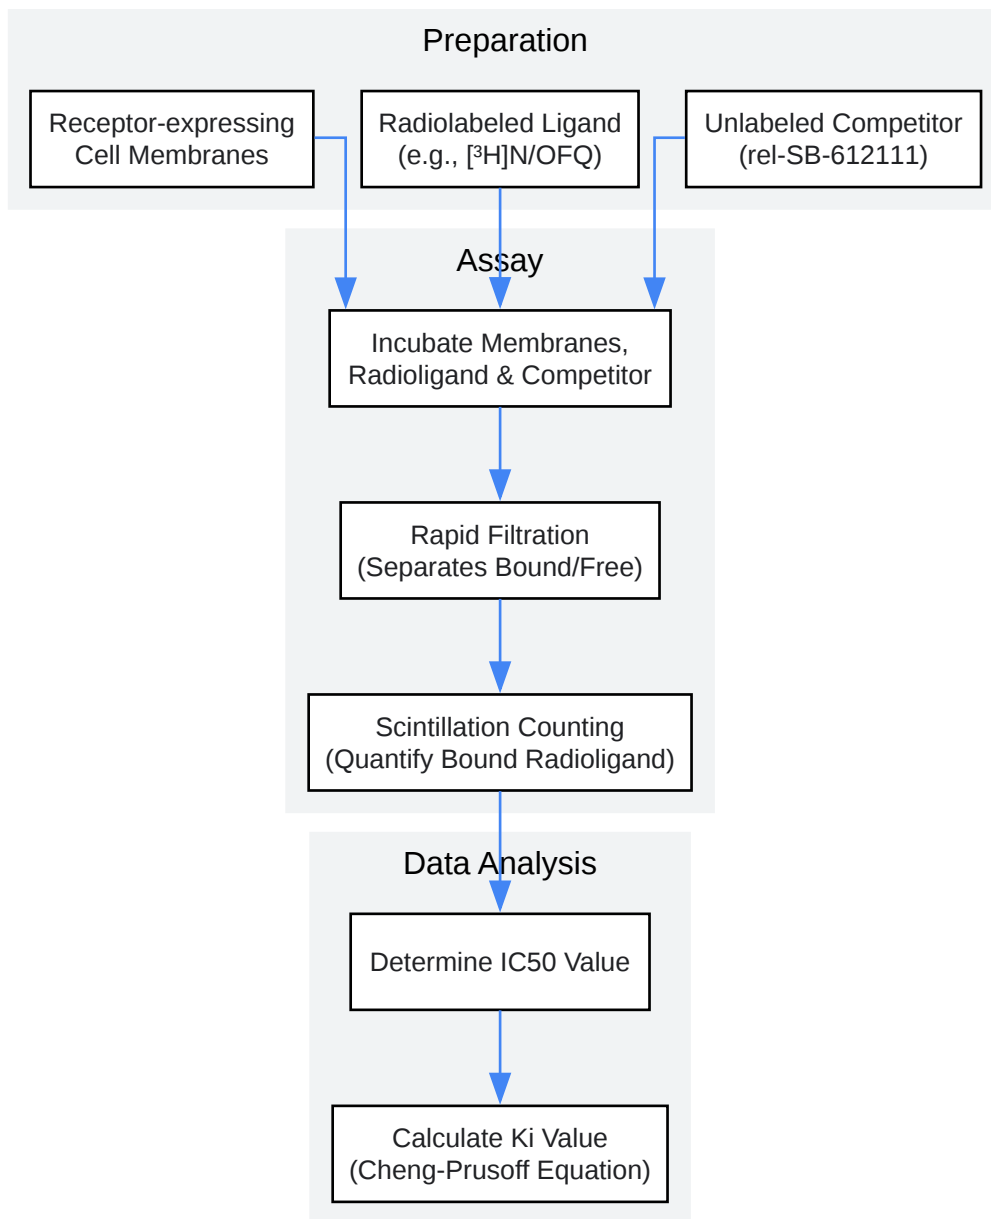 Preparation
Receptor-expressing
Cell Membranes
Radiolabeled Ligand
(e.g., [³H]N/OFQ)
Unlabeled Competitor
(rel-SB-612111)
Assay
Incubate Membranes,
Radioligand & Competitor
Rapid Filtration
(Separates Bound/Free)
Scintillation Counting
(Quantify Bound Radioligand)
Data Analysis
Determine IC50 Value
Calculate Ki Value
(Cheng-Prusoff Equation)